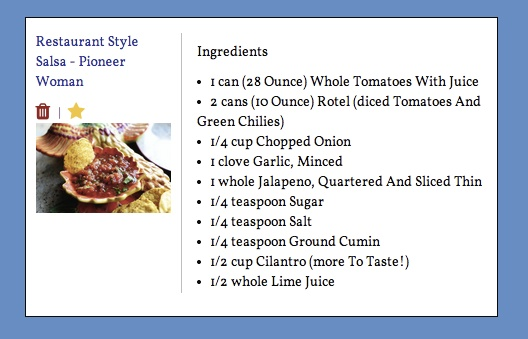 Restaurant Style
Salsa - Pioneer
Woman
Ingredients
• 1 can (28 Ounce) Whole Tomatoes With Juice
• 2 cans (10 Ounce) Rotel (diced Tomatoes And
Green Chilies)
• 1/4 cup Chopped Onion
• 1 clove Garlic, Minced
• 1 whole Jalapeno, Quartered And Sliced Thin
• 1/4 teaspoon Sugar
• 1/4 teaspoon Salt
• 1/4 teaspoon Ground Cumin
• 1/2 cup Cilantro (more To Taste!)
• 1/2 whole Lime Juice